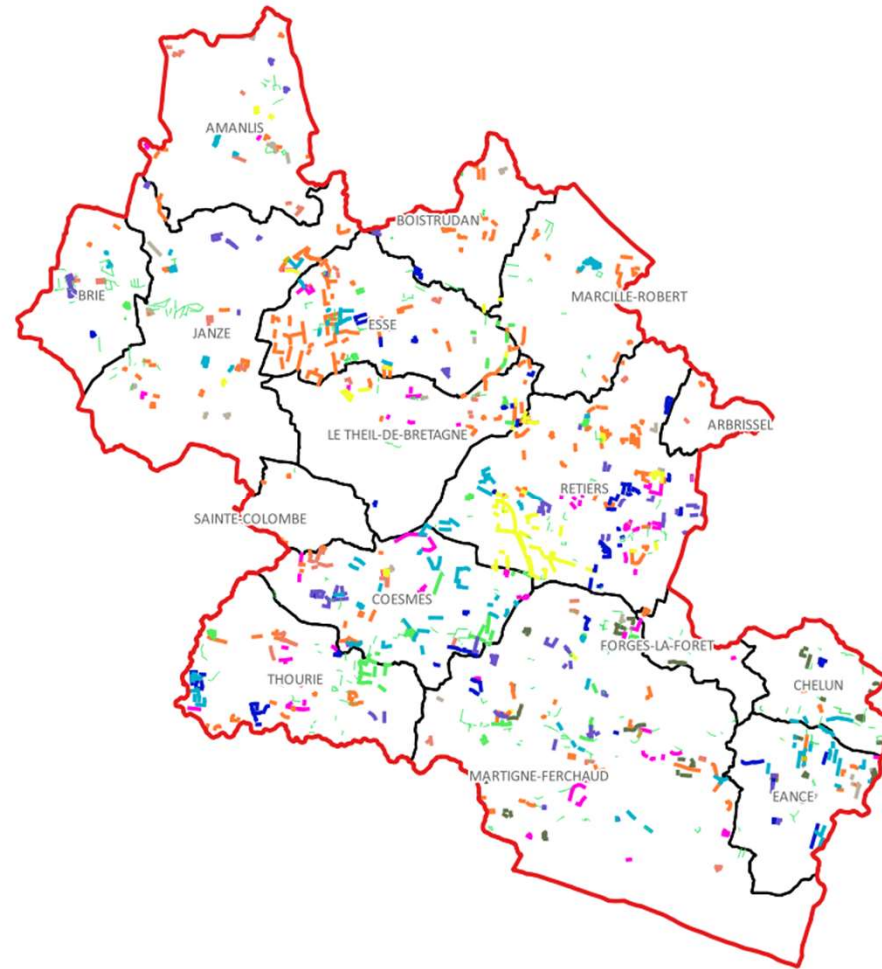 AMANLIS
BOISTRUDAN
BRIE
MARCILLE-ROBERT
JANZE
ESSE
ARBRISSEL
LE THEIL-DE-BRETAGNE
RETIERS
SAINTE-COLOMBE
COESMES
FORGES-LA-FORET
THOURIE
CHELUN
MARTIGNE-FERCHAUD
EANCE